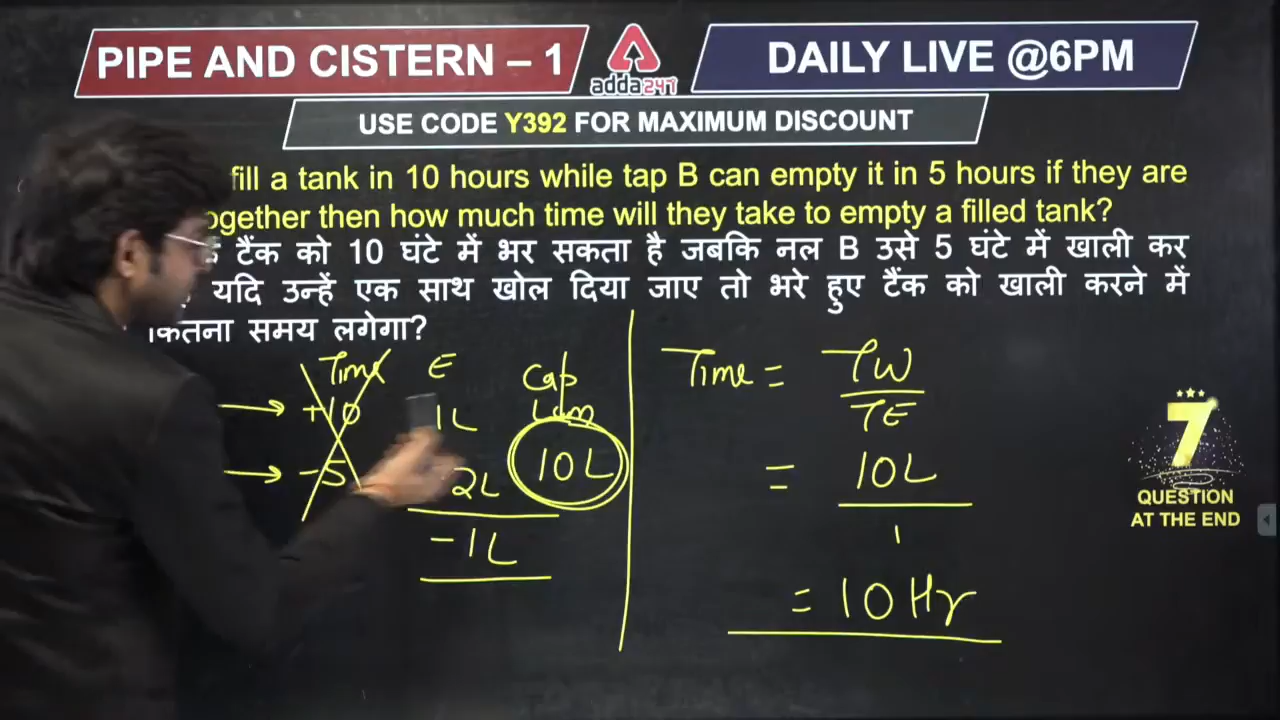 PIPE AND CISTERN – 1
adda247
DAILY LIVE @6PM
USE CODE Y392 FOR MAXIMUM DISCOUNT
fill a tank in 10 hours while tap B can empty it in 5 hours if they are
ogether then how much time will they take to empty a filled tank?
टैंक को 10 घंटे में भर सकता है जबकि नल B उसे 5 घंटे में खाली कर
यदि उन्हें एक साथ खोल दिया जाए तो भरे हुए टैंक को खाली करने में
कितना समय लगेगा?
Time E Cap
→ +10 1L Lcm
→ -5 2L 10L
-1L
Time = TW
TE
= 10L
1
= 10 Hr
7
QUESTION
AT THE END